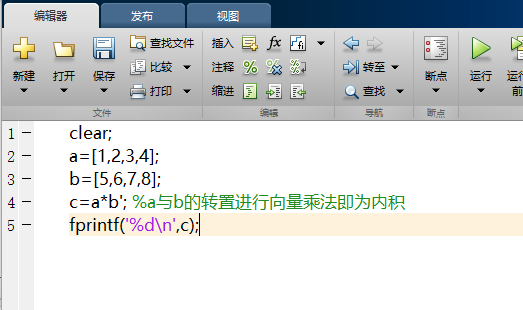 编辑器 发布 视图
新建 打开 保存 查找文件 比较 打印 插入 fx fi 注释 % % % 缩进 转至 查找 断点 运行 运行
前
文件 编辑 导航 断点
1 clear;
2 a=[1,2,3,4];
3 b=[5,6,7,8];
4 c=a*b'; %a与b的转置进行向量乘法即为内积
5 fprintf('%d\n',c);